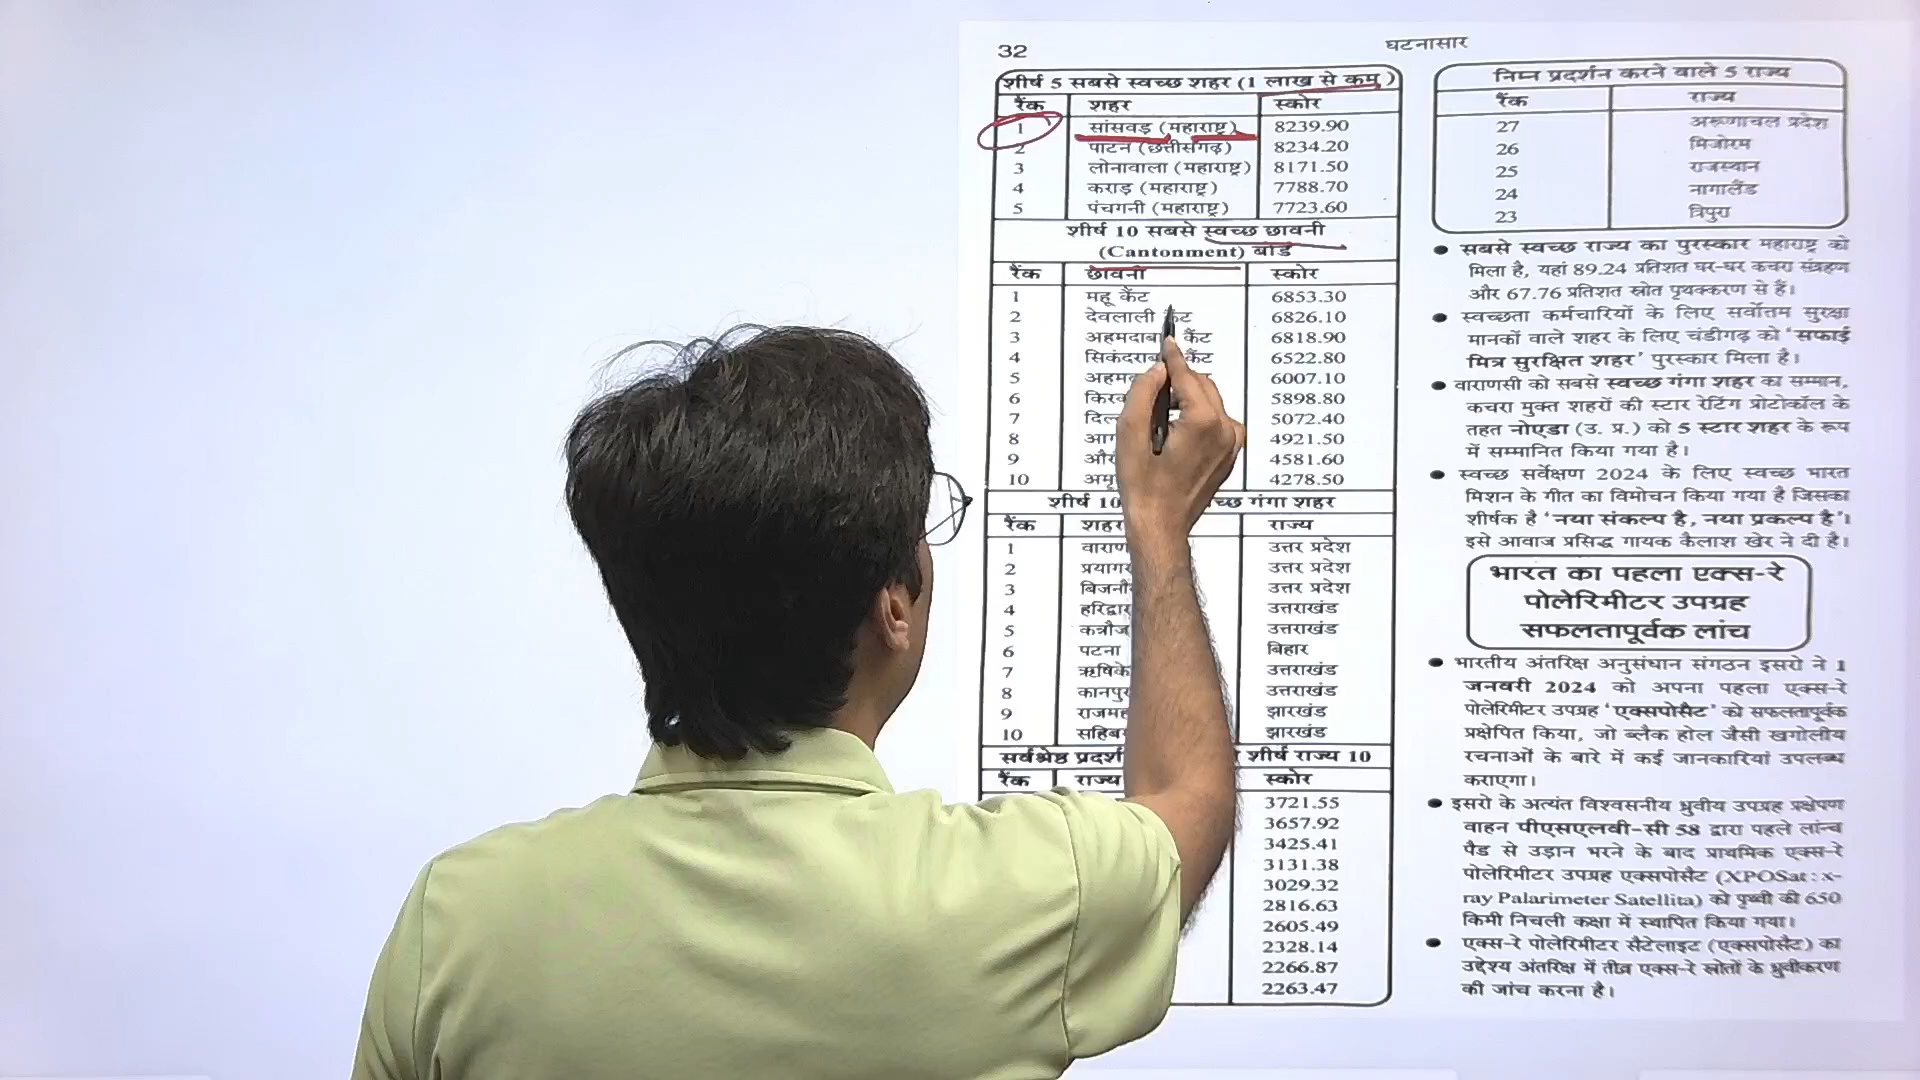 32
घटनासार
शीर्ष 5 सबसे स्वच्छ शहर (1 लाख से कम)
रैंक शहर स्कोर
1 सांसवड़ (महाराष्ट्र) 8239.90
2 पाटन (छत्तीसगढ़) 8234.20
3 लोनावाला (महाराष्ट्र) 8171.50
4 कराड़ (महाराष्ट्र) 7788.70
5 पंचगनी (महाराष्ट्र) 7723.60
शीर्ष 10 सबसे स्वच्छ छावनी
(Cantonment) बोर्ड
रैंक छावनी स्कोर
1 महू कैंट 6853.30
2 देवलाली कैंट 6826.10
3 कैंट 6818.90
4 कैंट 6522.80
5 6007.10
6 5898.80
7 5072.40
8 4921.50
9 4581.60
10 4278.50
शीर्ष 10 गंगा शहर
रैंक शहर राज्य
1 उत्तर प्रदेश
2 उत्तर प्रदेश
3 उत्तर प्रदेश
4 हरिद्वार उत्तराखंड
5 कन्नौज उत्तराखंड
6 पटना बिहार
7 उत्तराखंड
8 कानपुर उत्तराखंड
9 झारखंड
10 झारखंड
सर्वश्रेष्ठ शीर्ष राज्य 10
रैंक राज्य स्कोर
3721.55
3657.92
3425.41
3131.38
3029.32
2816.63
2605.49
2328.14
2266.87
2263.47
निम्न प्रदर्शन करने वाले 5 राज्य
रैंक राज्य
27 अरूणाचल प्रदेश
26 मिजोरम
25 राजस्थान
24 नागालैंड
23 त्रिपुरा
● सबसे स्वच्छ राज्य का पुरस्कार महाराष्ट्र को
मिला है, यहां 89.24 प्रतिशत घर-घर कचरा संग्रहण
और 67.76 प्रतिशत स्रोत पृथक्करण से हैं।
● स्वच्छता कर्मचारियों के लिए सर्वोतम सुरक्षा
मानकों वाले शहर के लिए चंडीगढ़ को 'सफाई
मित्र सुरक्षित शहर' पुरस्कार मिला है।
● वाराणसी को सबसे स्वच्छ गंगा शहर का सम्मान,
कचरा मुक्त शहरों की स्टार रेटिंग प्रोटोकॉल के
तहत नोएडा (उ. प्र.) को 5 स्टार शहर के रूप
में सम्मानित किया गया है।
● स्वच्छ सर्वेक्षण 2024 के लिए स्वच्छ भारत
मिशन के गीत का विमोचन किया गया है जिसका
शीर्षक है 'नया संकल्प है, नया प्रकल्प है'।
इसे आवाज प्रसिद्ध गायक कैलाश खेर ने दी है।
भारत का पहला एक्स-रे
पोलेरिमीटर उपग्रह
सफलतापूर्वक लांच
● भारतीय अंतरिक्ष अनुसंधान संगठन इसरो ने 1
जनवरी 2024 को अपना पहला एक्स-रे
पोलेरिमीटर उपग्रह 'एक्सपोसैट' को सफलतापूर्वक
प्रक्षेपित किया, जो ब्लैक होल जैसी खगोलीय
रचनाओं के बारे में कई जानकारियां उपलब्ध
कराएगा।
● इसरो के अत्यंत विश्वसनीय ध्रुवीय उपग्रह प्रक्षेपण
वाहन पीएसएलवी-सी 58 द्वारा पहले लांन्च
पैड से उड़ान भरने के बाद प्राथमिक एक्स-रे
पोलेरिमीटर उपग्रह एक्सपोसैट (XPOSat : x-
ray Palarimeter Satellita) को पृथ्वी की 650
किमी निचली कक्षा में स्थापित किया गया।
● एक्स-रे पोलेरिमीटर सैटेलाइट (एक्सपोसैट) का
उद्देश्य अंतरिक्ष में तीव्र एक्स-रे स्रोतों के ध्रुवीकरण
की जांच करना है।